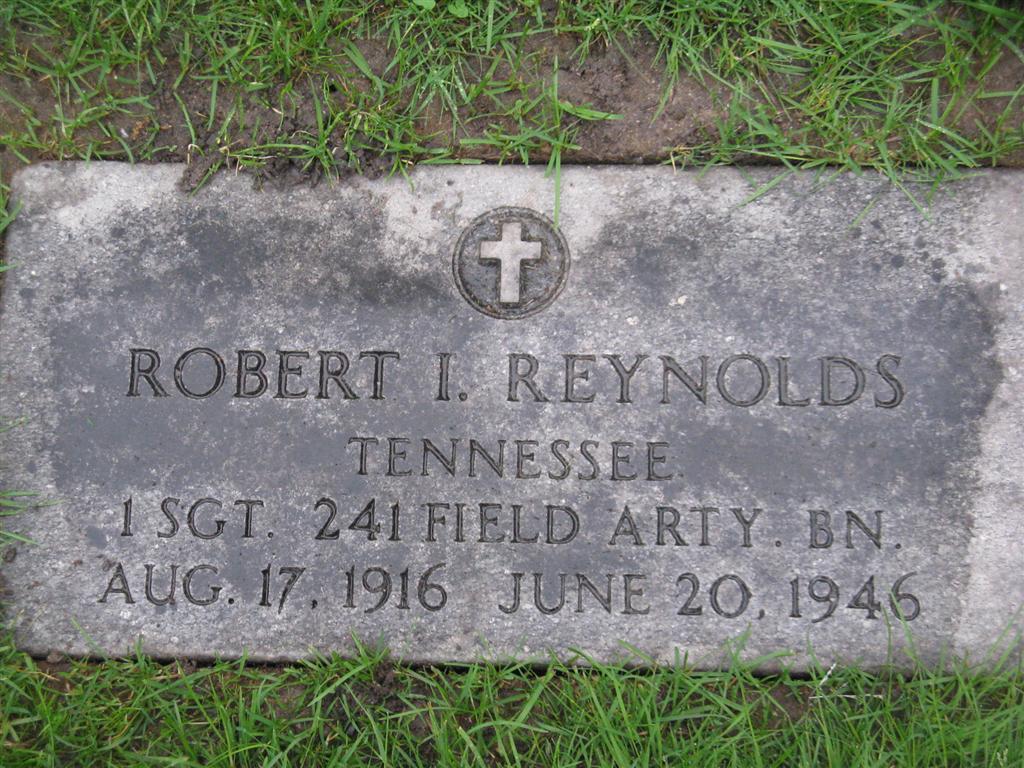 ROBERT I. REYNOLDS
TENNESSEE
1 SGT. 241 FIELD ARTY. BN.
AUG. 17, 1916 JUNE 20, 1946